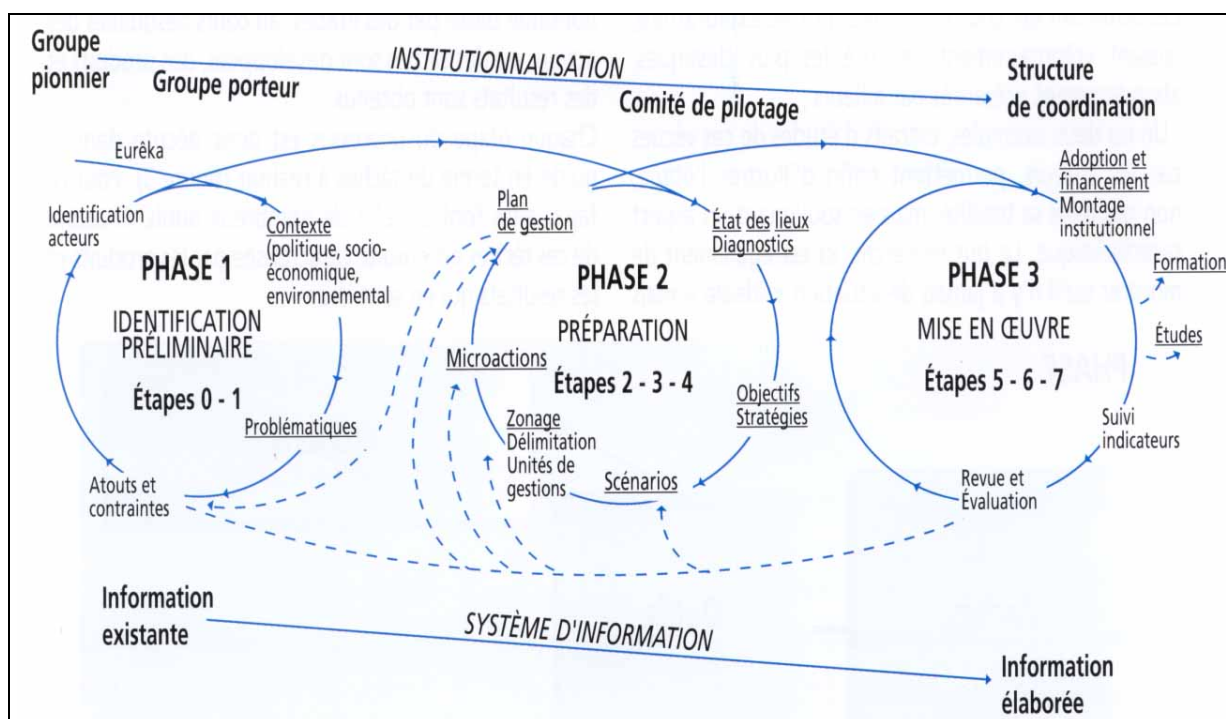 Groupe
pionnier
Groupe porteur
INSTITUTIONNALISATION
Comité de pilotage
Structure
de coordination
Eurêka
Identification
acteurs
Contexte
(politique, socio-
économique,
environnemental
PHASE 1
IDENTIFICATION
PRÉLIMINAIRE
Étapes 0 - 1
Problématiques
Atouts et
contraintes
Plan
de gestion
État des lieux
Diagnostics
PHASE 2
PRÉPARATION
Microactions
Étapes 2 - 3 - 4
Objectifs
Stratégies
Zonage
Délimitation
Unités de
gestions
Scénarios
Adoption et
financement
Montage
institutionnel
PHASE 3
Formation
MISE EN ŒUVRE
Études
Étapes 5 - 6 - 7
Suivi
indicateurs
Revue et
Évaluation
Information
existante
SYSTÈME D'INFORMATION
Information
élaborée